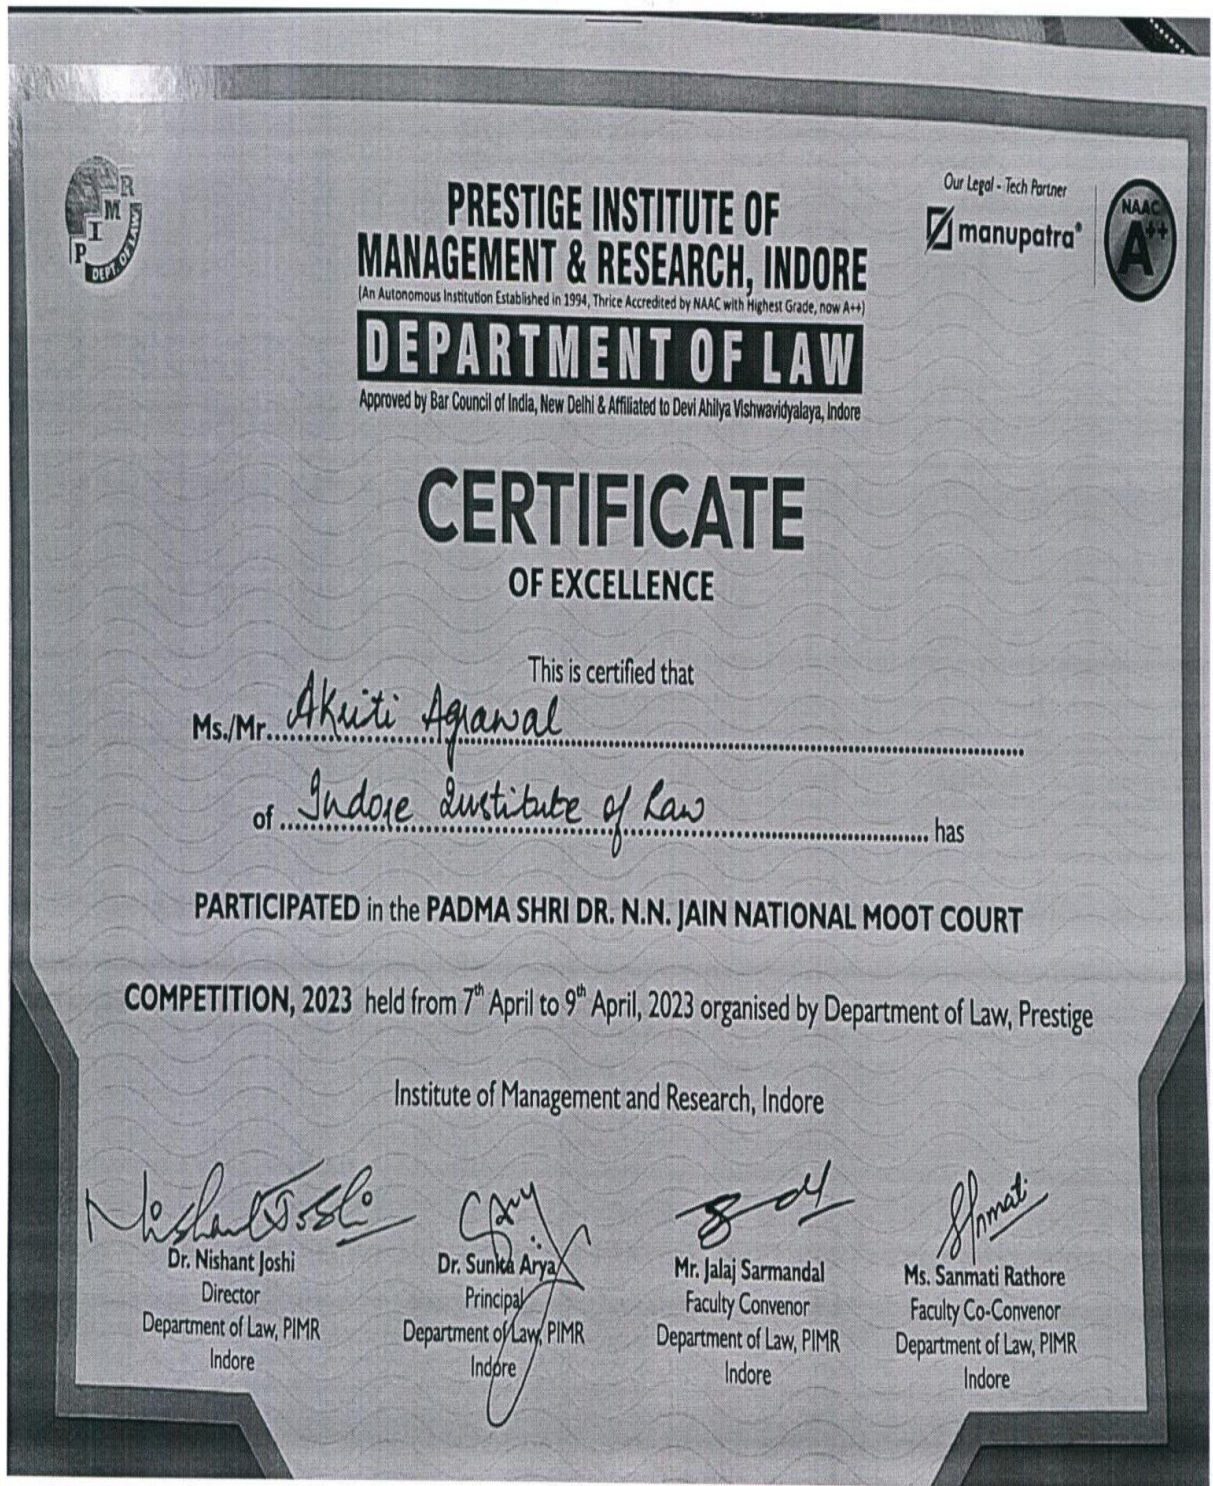 R
M
I
P
DEPT. OF LAW
PRESTIGE INSTITUTE OF
MANAGEMENT & RESEARCH, INDORE
(An Autonomous Institution Established in 1994, Thrice Accredited by NAAC with Highest Grade, now A++)
DEPARTMENT OF LAW
Approved by Bar Council of India, New Delhi & Affiliated to Devi Ahilya Vishwavidyalaya, Indore
Our Legal - Tech Partner
manupatra®
NAAC
A++
CERTIFICATE
OF EXCELLENCE
This is certified that
Ms./Mr. Akriti Agrawal
of Indore Institute of Law has
PARTICIPATED in the PADMA SHRI DR. N.N. JAIN NATIONAL MOOT COURT
COMPETITION, 2023 held from 7th April to 9th April, 2023 organised by Department of Law, Prestige
Institute of Management and Research, Indore
Nishant Joshi
Dr. Nishant Joshi
Director
Department of Law, PIMR
Indore
Dr. Sunka Arya
Principal
Department of Law, PIMR
Indore
Mr. Jalaj Sarmandal
Faculty Convenor
Department of Law, PIMR
Indore
Ms. Sanmati Rathore
Faculty Co-Convenor
Department of Law, PIMR
Indore